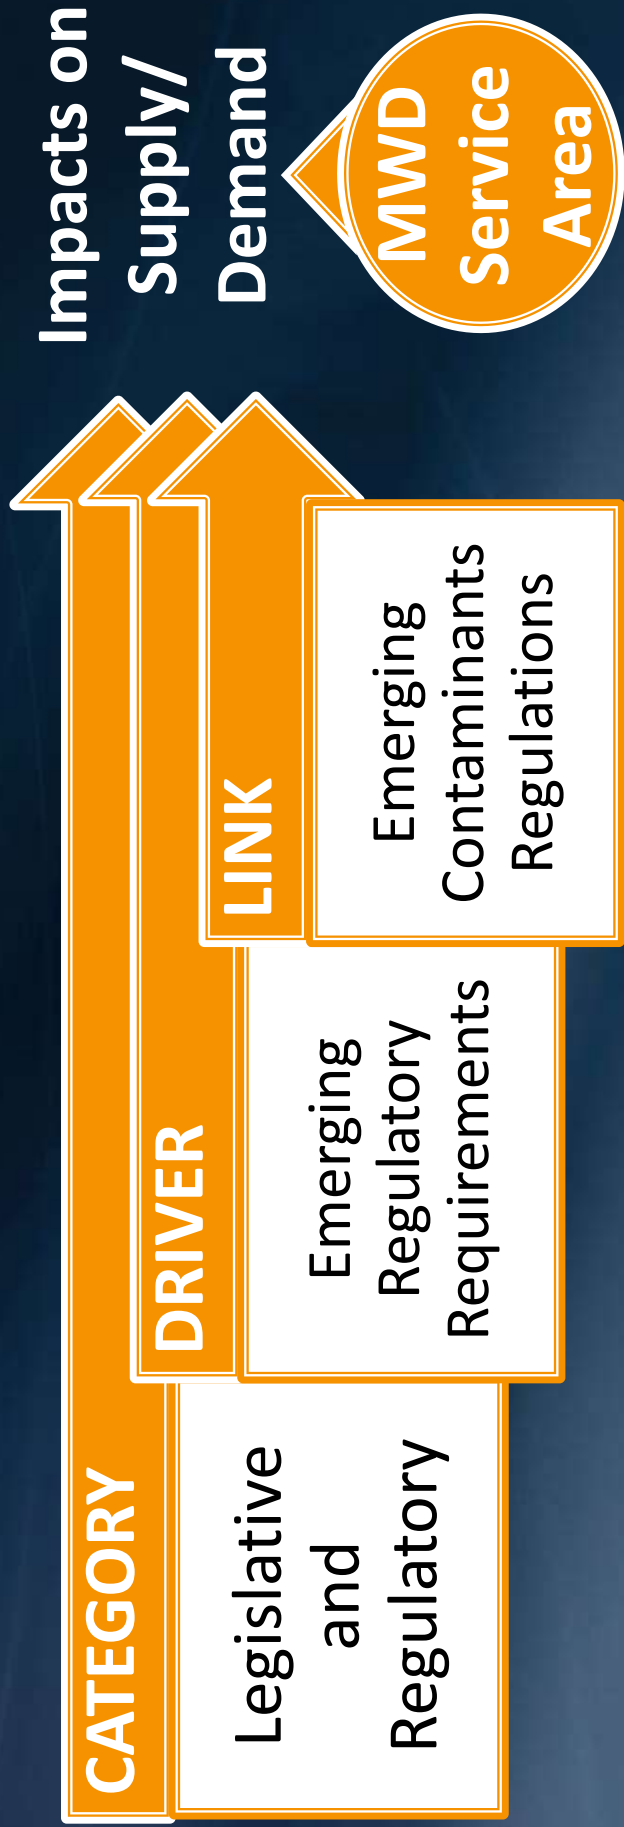 CATEGORY
Legislative
and
Regulatory
DRIVER
Emerging
Regulatory
Requirements
LINK
Emerging
Contaminants
Regulations
Impacts on
Supply/
Demand
MWD
Service
Area